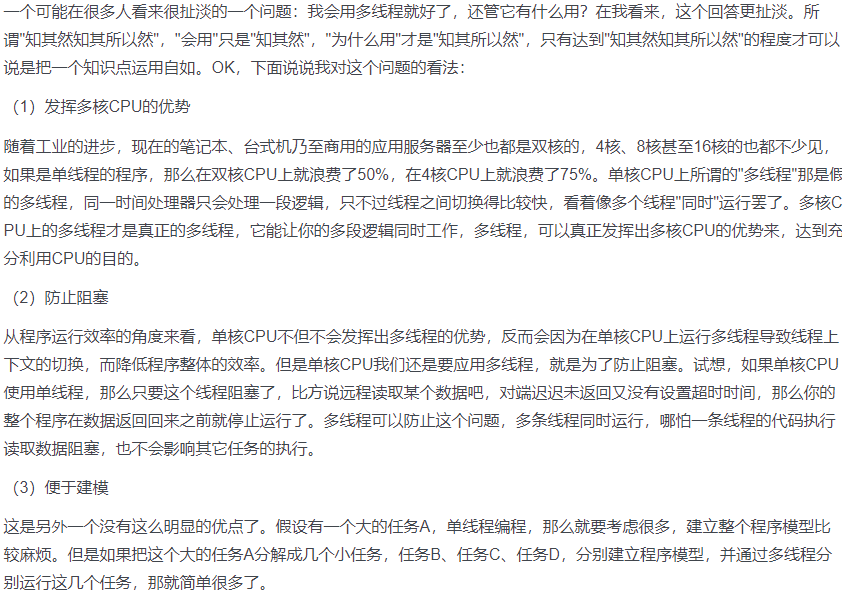 一个可能在很多人看来很扯淡的一个问题：我会用多线程就好了，还管它有什么用？在我看来，这个回答更扯淡。所
谓"知其然知其所以然"，"会用"只是"知其然"，"为什么用"才是"知其所以然"，只有达到"知其然知其所以然"的程度才可以
说是把一个知识点运用自如。OK，下面说说我对这个问题的看法：
（1）发挥多核CPU的优势
随着工业的进步，现在的笔记本、台式机乃至商用的应用服务器至少也都是双核的，4核、8核甚至16核的也都不少见，
如果是单线程的程序，那么在双核CPU上就浪费了50%，在4核CPU上就浪费了75%。单核CPU上所谓的"多线程"那是假
的多线程，同一时间处理器只会处理一段逻辑，只不过线程之间切换得比较快，看着像多个线程"同时"运行罢了。多核C
PU上的多线程才是真正的多线程，它能让你的多段逻辑同时工作，多线程，可以真正发挥出多核CPU的优势来，达到充
分利用CPU的目的。
（2）防止阻塞
从程序运行效率的角度来看，单核CPU不但不会发挥出多线程的优势，反而会因为在单核CPU上运行多线程导致线程上
下文的切换，而降低程序整体的效率。但是单核CPU我们还是要应用多线程，就是为了防止阻塞。试想，如果单核CPU
使用单线程，那么只要这个线程阻塞了，比方说远程读取某个数据吧，对端迟迟未返回又没有设置超时时间，那么你的
整个程序在数据返回回来之前就停止运行了。多线程可以防止这个问题，多条线程同时运行，哪怕一条线程的代码执行
读取数据阻塞，也不会影响其它任务的执行。
（3）便于建模
这是另外一个没有这么明显的优点了。假设有一个大的任务A，单线程编程，那么就要考虑很多，建立整个程序模型比
较麻烦。但是如果把这个大的任务A分解成几个小任务，任务B、任务C、任务D，分别建立程序模型，并通过多线程分
别运行这几个任务，那就简单很多了。